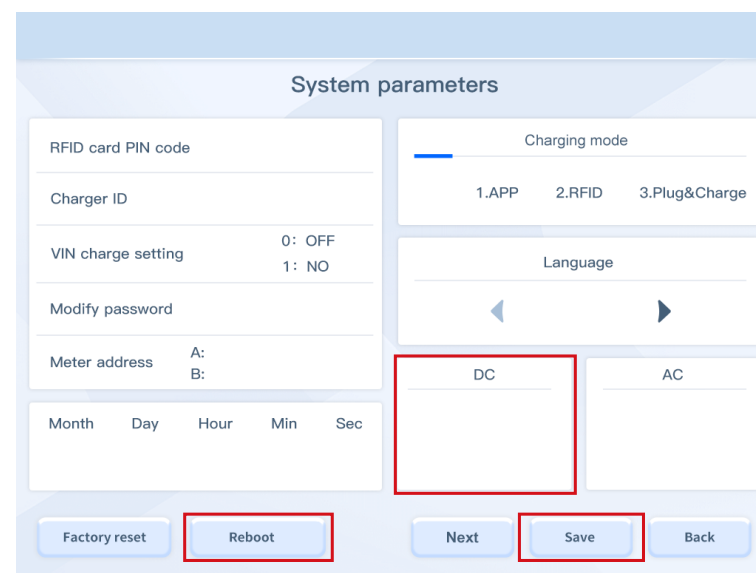 System parameters
RFID card PIN code
Charger ID
VIN charge setting
0: OFF
1: NO
Modify password
Meter address
A:
B:
Month Day Hour Min Sec
Charging mode
1.APP 2.RFID 3.Plug&Charge
Language
DC
AC
Factory reset
Reboot
Next
Save
Back